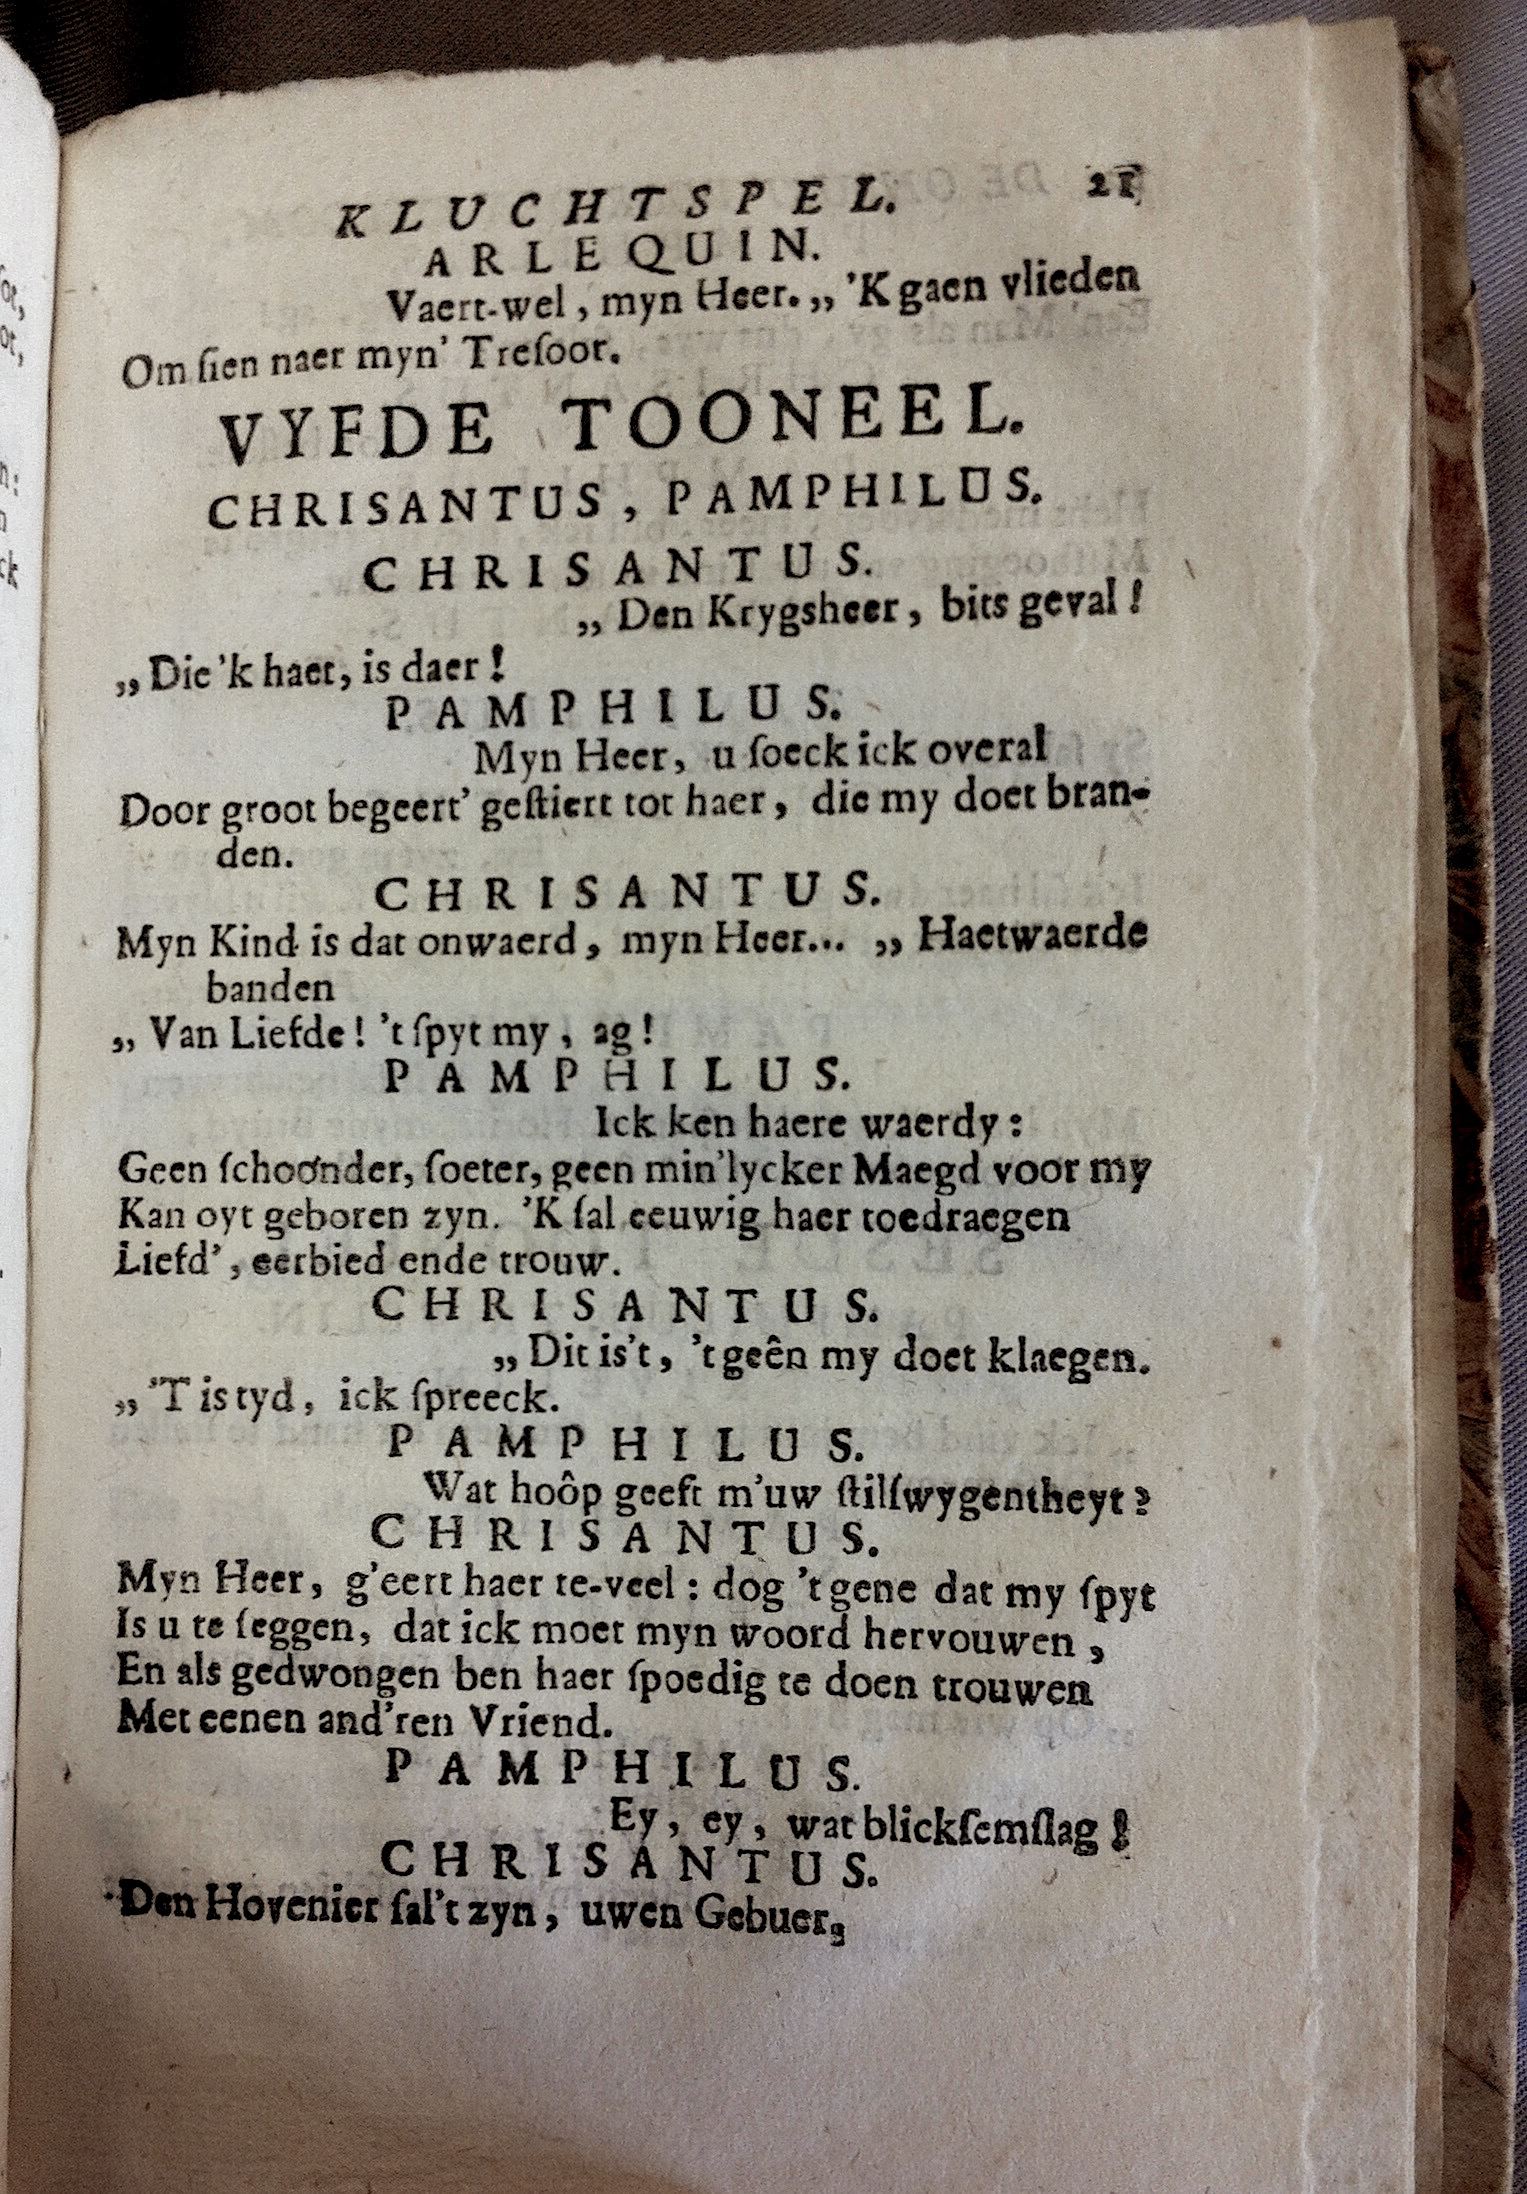 KLUCHTSPEL. 21
ARLEQUIN.
Vaert-wel, myn Heer. ,, 'K gaen vlieden
Om ſien naer myn' Treſoor.
VYFDE TOONEEL.
CHRISANTUS, PAMPHILUS.
CHRISANTUS.
,, Den Krygsheer, bits geval!
,, Die 'k haet, is daer!
PAMPHILUS.
Myn Heer, u ſoeck ick overal
Door groot begeert' geſtiert tot haer, die my doet bran-
den.
CHRISANTUS.
Myn Kind is dat onwaerd, myn Heer... ,, Haetwaerde
banden
,, Van Liefde! 't ſpyt my, ag!
PAMPHILUS.
Ick ken haere waerdy:
Geen ſchoonder, ſoeter, geen min'lycker Maegd voor my
Kan oyt geboren zyn. 'K ſal eeuwig haer toedraegen
Liefd', eerbied ende trouw.
CHRISANTUS.
,, Dit is't, 't geên my doet klaegen.
,, 'T is tyd, ick ſpreeck.
PAMPHILUS.
Wat hoôp geeft m'uw ſtilſwygentheyt?
CHRISANTUS.
Myn Heer, g'eert haer te-veel: dog 't gene dat my ſpyt
Is u te ſeggen, dat ick moet myn woord hervouwen,
En als gedwongen ben haer ſpoedig te doen trouwen
Met eenen and'ren Vriend.
PAMPHILUS.
Ey, ey, wat blickſemſlag!
CHRISANTUS.
Den Hovenier ſal't zyn, uwen Gebuer,